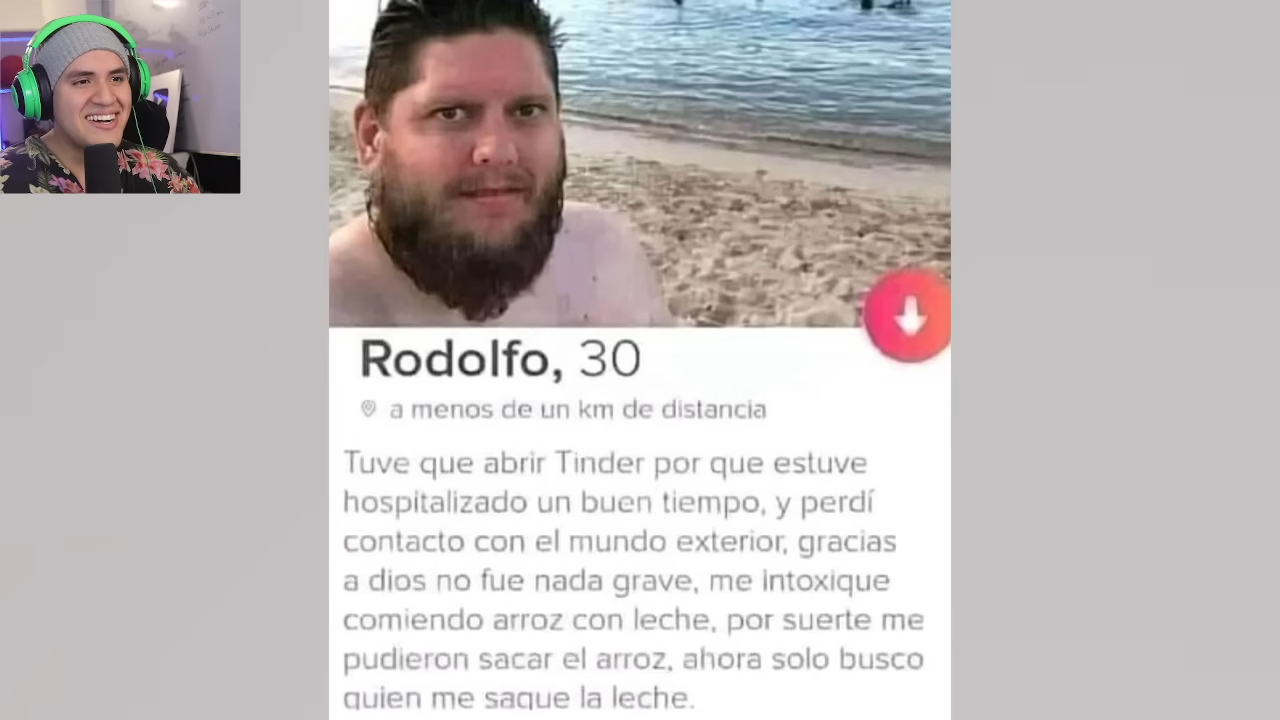 Rodolfo, 30
a menos de un km de distancia
Tuve que abrir Tinder por que estuve
hospitalizado un buen tiempo, y perdí
contacto con el mundo exterior, gracias
a dios no fue nada grave, me intoxique
comiendo arroz con leche, por suerte me
pudieron sacar el arroz, ahora solo busco
quien me saque la leche.